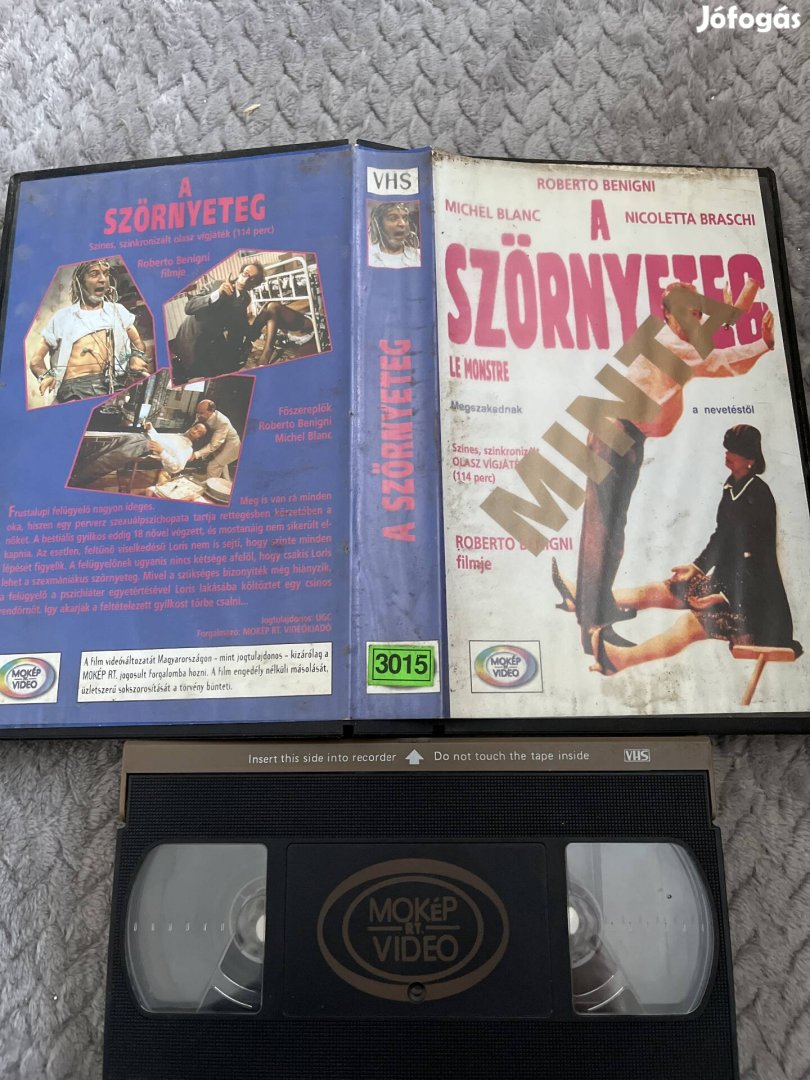 Jófogás
A
SZÖRNYETEG
Színes, szinkronizált olasz vígjáték (114 perc)
Roberto Benigni
filmje
Főszereplők
Roberto Benigni
Michel Blanc
Frustalupi felügyelő nagyon ideges. Meg is van rá minden
oka, hiszen egy perverz szexuálpszichopata tartja rettegésben körzetében a
nőket. A bestiális gyilkos eddig 18 nővel végzett, és mostanáig nem sikerült el-
kapnia. Az esetlen, feltűnő viselkedésű Loris nem is sejti, hogy szinte minden
lépését figyelik. A felügyelőnek ugyanis nincs kétsége afelől, hogy csakis Loris
lehet a szexmániákus szörnyeteg. Mivel a szükséges bizonyíték még hiányzik,
a felügyelő a pszichiáter egyetértésével Loris lakásába költöztet egy csinos
rendőrnőt. Így akarják a feltételezett gyilkost tőrbe csalni...
Jogtulajdonos: UGC
Forgalmazó: MOKÉP RT. VIDEÓKIADÓ
MOKÉP
RT.
VIDEO
A film videóváltozatát Magyarországon – mint jogtulajdonos – kizárólag a
MOKÉP RT. jogosult forgalomba hozni. A film engedély nélküli másolását,
üzletszerű sokszorosítását a törvény bünteti.
VHS
A SZÖRNYETEG
3015
ROBERTO BENIGNI
MICHEL BLANC
NICOLETTA BRASCHI
A
SZÖRNYETEG
LE MONSTRE
MINTA
Megszakadnak a nevetéstől
Színes, szinkronizált
OLASZ VÍGJÁTÉK
(114 perc)
ROBERTO BENIGNI
filmje
MOKÉP
RT.
VIDEO
Insert this side into recorder Do not touch the tape inside VHS
MOKÉP
RT.
VIDEO